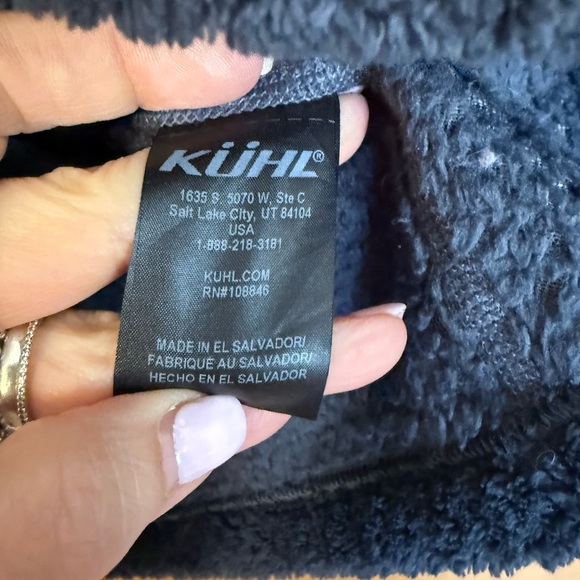 KÜHL®
1635 S. 5070 W, Ste C
Salt Lake City, UT 84104
USA
1-888-218-3181
KUHL.COM
RN#108846
MADE IN EL SALVADOR/
FABRIQUÉ AU SALVADOR/
HECHO EN EL SALVADOR